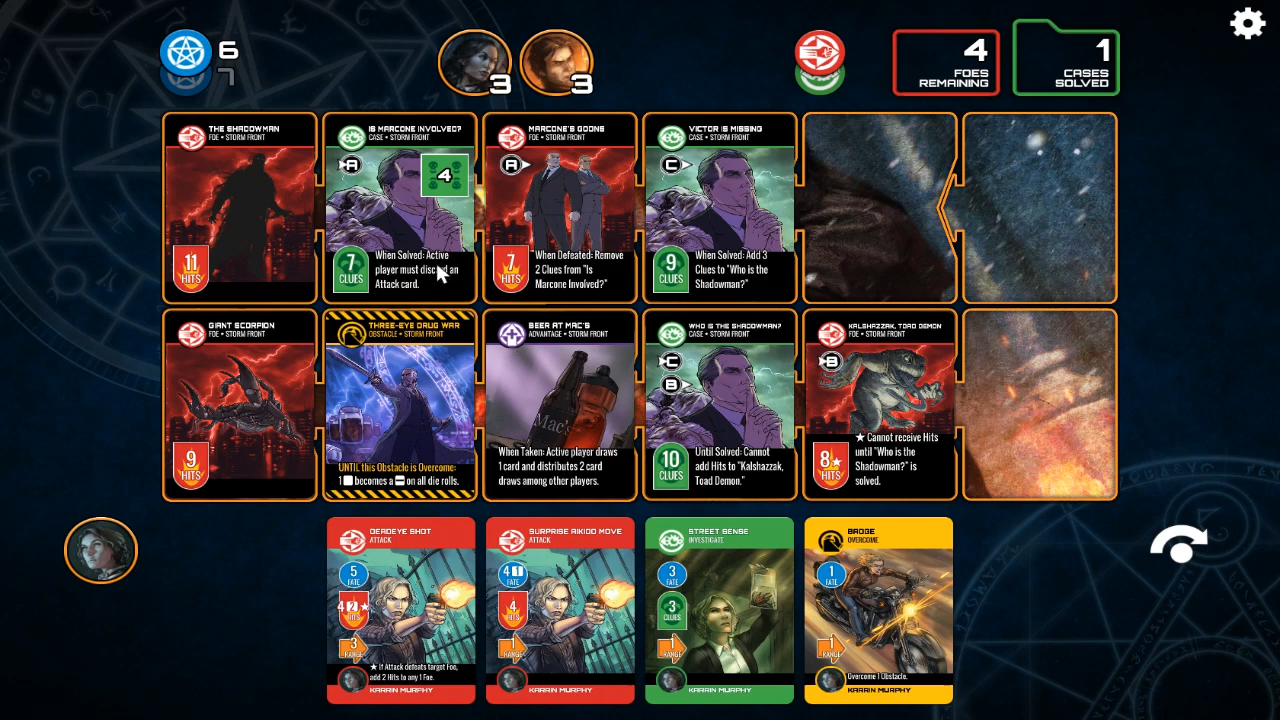 6
7
3
3
4
FOES
REMAINING
1
CASES
SOLVED
THE SHADOWMAN
FOE • STORM FRONT
11
HITS
IS MARCONE INVOLVED?
CASE • STORM FRONT
A
4
7
CLUES
When Solved: Active
player must discard an
Attack card.
MARCONE'S GOONS
FOE • STORM FRONT
A
7
HITS
When Defeated: Remove
2 Clues from "Is
Marcone Involved?"
VICTOR IS MISSING
CASE • STORM FRONT
C
9
CLUES
When Solved: Add 3
Clues to "Who is the
Shadowman?"
GIANT SCORPION
FOE • STORM FRONT
9
HITS
THREE-EYE DRUG WAR
OBSTACLE • STORM FRONT
UNTIL this Obstacle is Overcome:
1 becomes a on all die rolls.
BEER AT MAC'S
ADVANTAGE • STORM FRONT
Mac's
When Taken: Active player draws
1 card and distributes 2 card
draws among other players.
WHO IS THE SHADOWMAN?
CASE • STORM FRONT
C
B
10
CLUES
Until Solved: Cannot
add Hits to "Kalshazzak,
Toad Demon."
KALSHAZZAK, TOAD DEMON
FOE • STORM FRONT
B
8★
HITS
★ Cannot receive Hits
until "Who is the
Shadowman?" is
solved.
DEADEYE SHOT
ATTACK
5
FATE
4 2 ★
HITS
3
RANGE
★ If Attack defeats target Foe,
add 2 Hits to any 1 Foe.
KARRIN MURPHY
SURPRISE AIKIDO MOVE
ATTACK
4 1
FATE
4
HITS
1
RANGE
KARRIN MURPHY
STREET SENSE
INVESTIGATE
3
FATE
3
CLUES
1
RANGE
KARRIN MURPHY
BADGE
OVERCOME
1
FATE
1
RANGE
Overcome 1 Obstacle.
KARRIN MURPHY